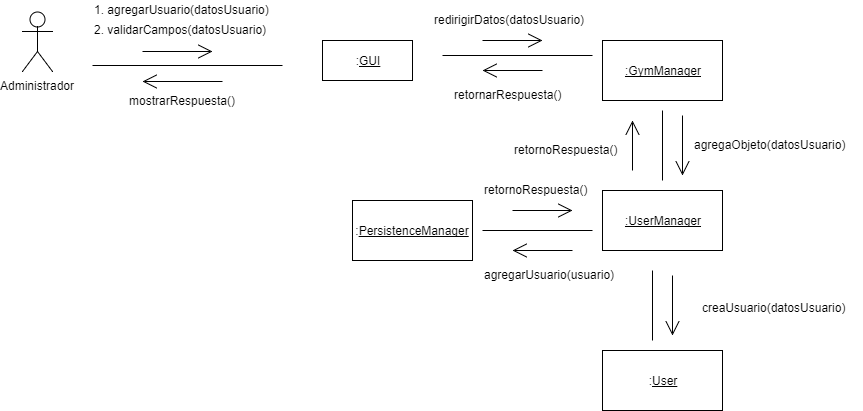 1. agregarUsuario(datosUsuario)
2. validarCampos(datosUsuario)
Administrador
mostrarRespuesta()
:GUI
redirigirDatos(datosUsuario)
retornarRespuesta()
:GymManager
retornoRespuesta()
agregaObjeto(datosUsuario)
retornoRespuesta()
:PersistenceManager
:UserManager
agregarUsuario(usuario)
creaUsuario(datosUsuario)
:User